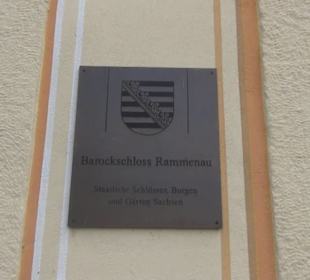 Barockschloss Rammenau
Staatliche Schlösser, Burgen
und Gärten Sachsen